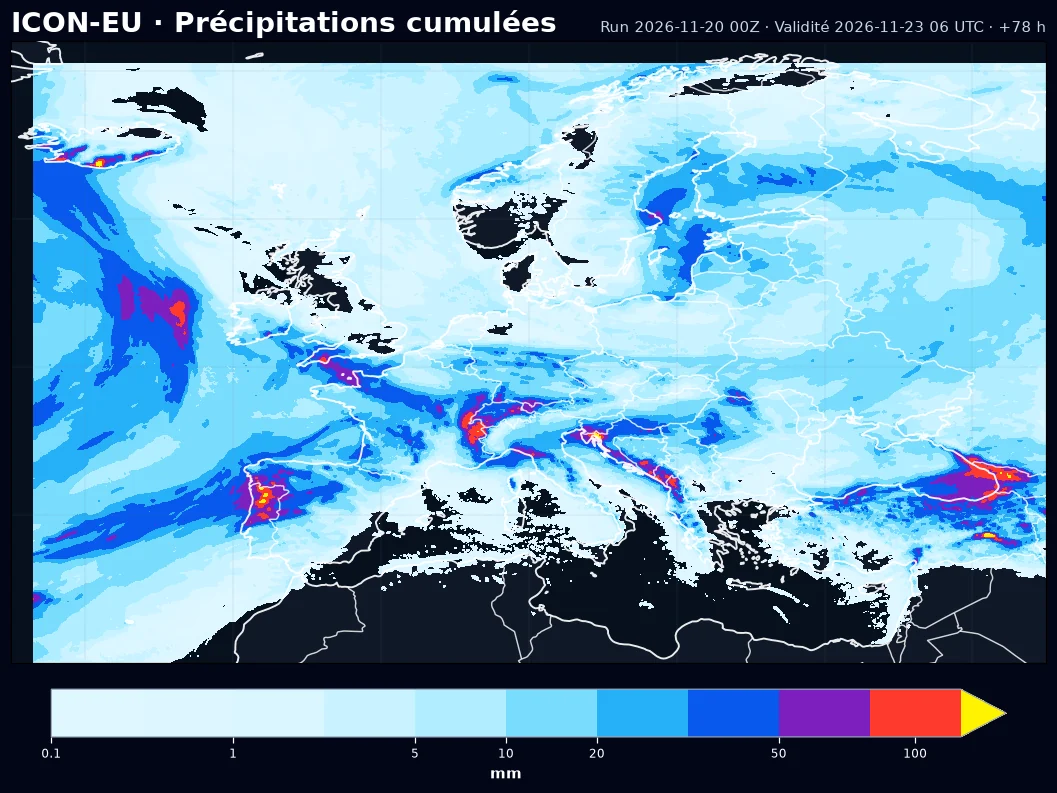 ICON-EU · Précipitations cumulées
Run 2026-11-20 00Z · Validité 2026-11-23 06 UTC · +78 h
0.1 1 5 10 20 50 100
mm